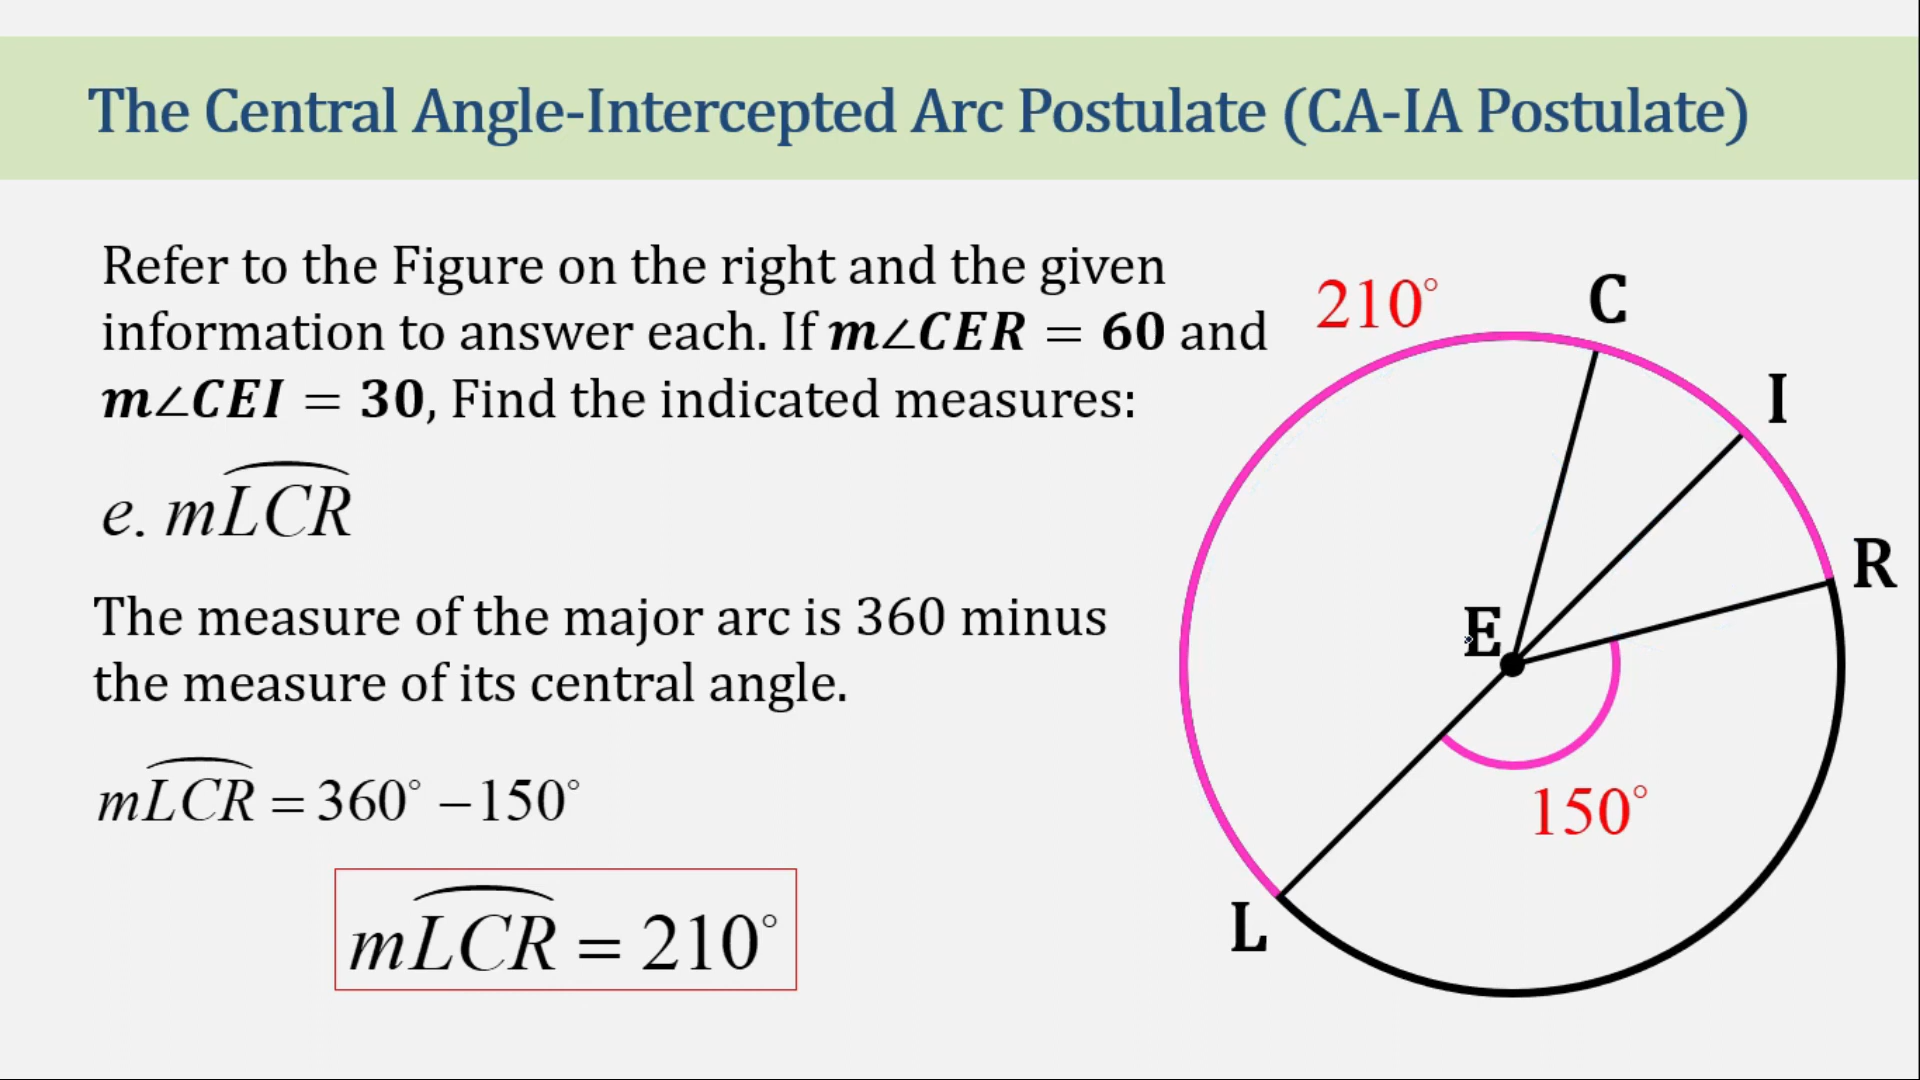 The Central Angle-Intercepted Arc Postulate (CA-IA Postulate)
Refer to the Figure on the right and the given
information to answer each. If m∠CER = 60 and
m∠CEI = 30, Find the indicated measures:
e. mLCR
The measure of the major arc is 360 minus
the measure of its central angle.
mLCR = 360° – 150°
mLCR = 210°
210°
C
I
R
E
150°
L